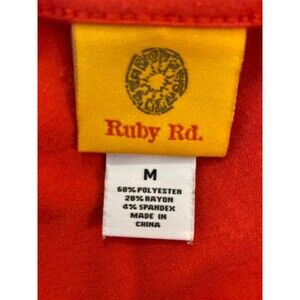 Ruby Rd.
M
68% POLYESTER
28% RAYON
4% SPANDEX
MADE IN
CHINA